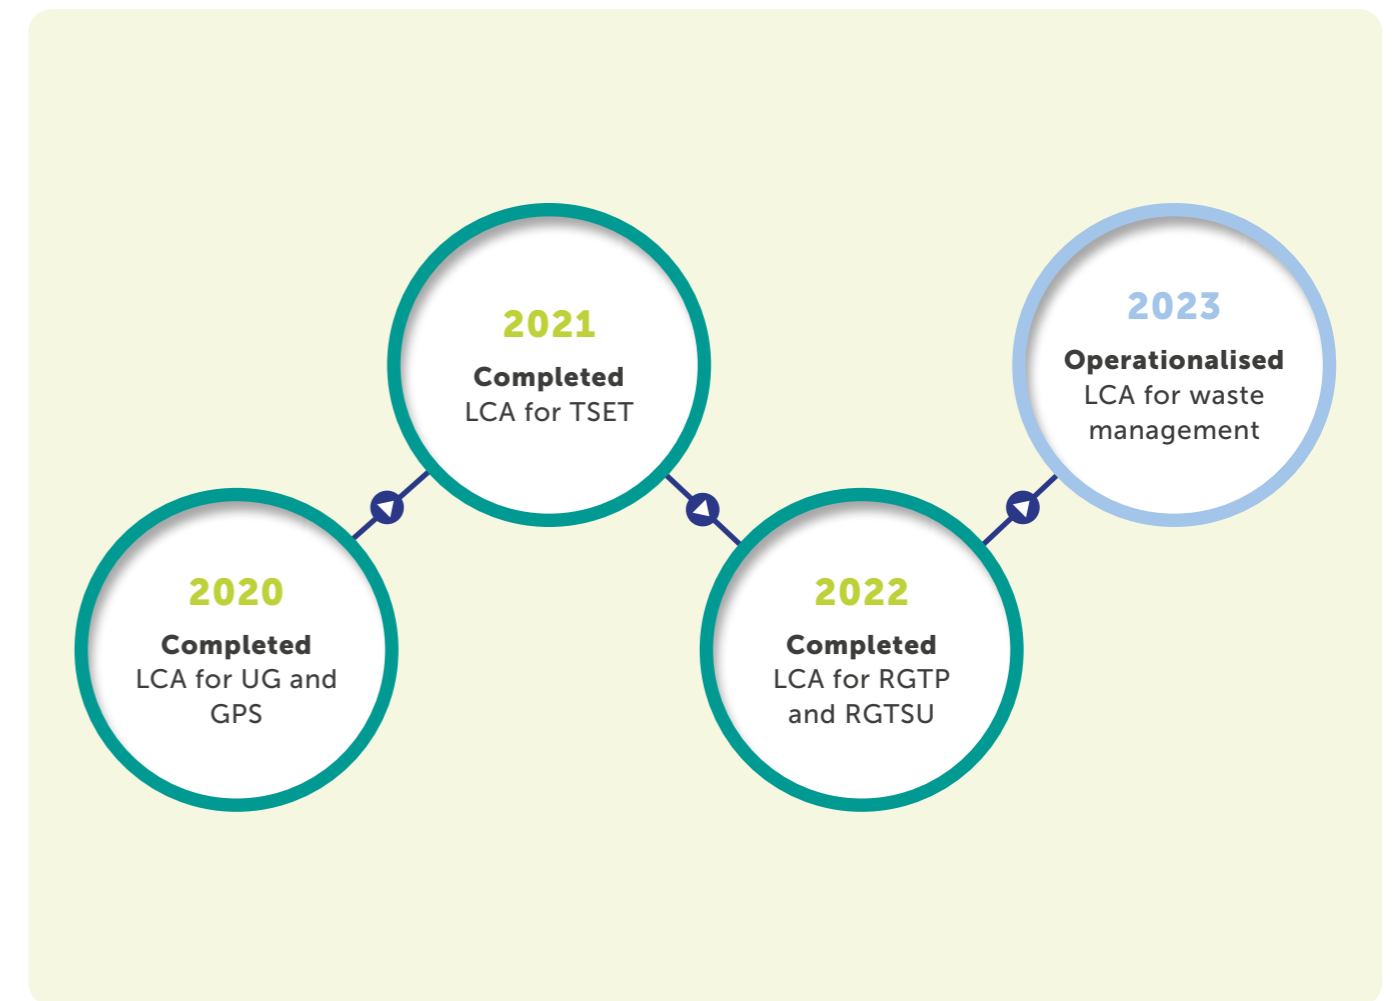 2020
Completed
LCA for UG and
GPS
2021
Completed
LCA for TSET
2022
Completed
LCA for RGTP
and RGTSU
2023
Operationalised
LCA for waste
management